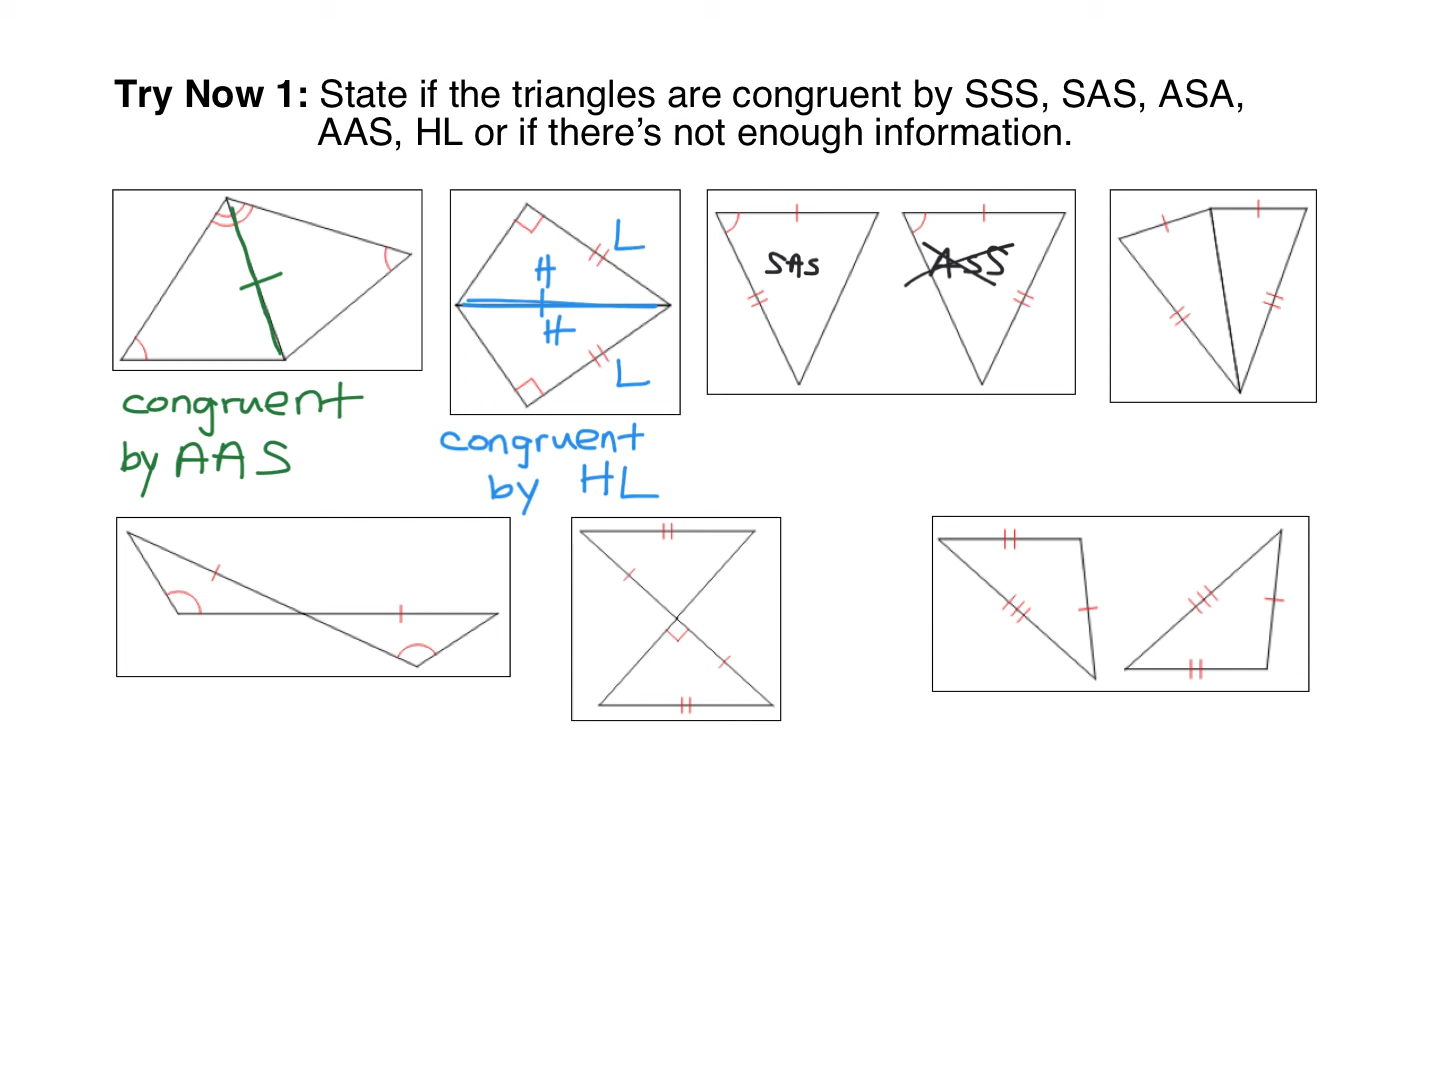 Try Now 1: State if the triangles are congruent by SSS, SAS, ASA,
AAS, HL or if there’s not enough information.
L
H
H
L
SAS
ASS
congruent
by AAS
congruent
by HL